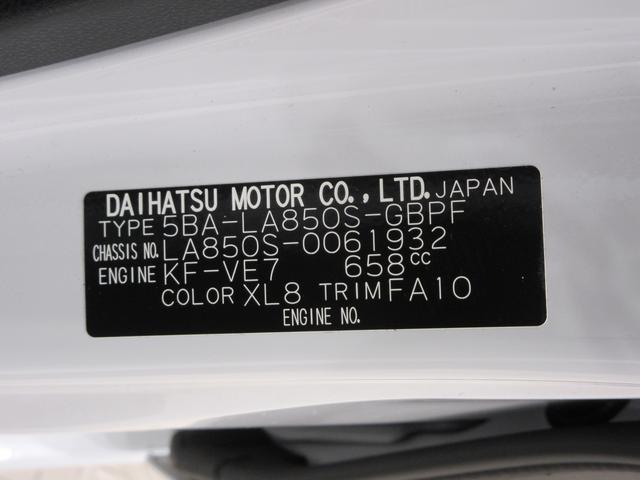 DAIHATSU MOTOR CO., LTD. JAPAN
TYPE 5BA-LA850S-GBPF
CHASSIS NO. LA850S-0061932
ENGINE KF-VE7 658cc
COLOR XL8 TRIM FA10
ENGINE NO.